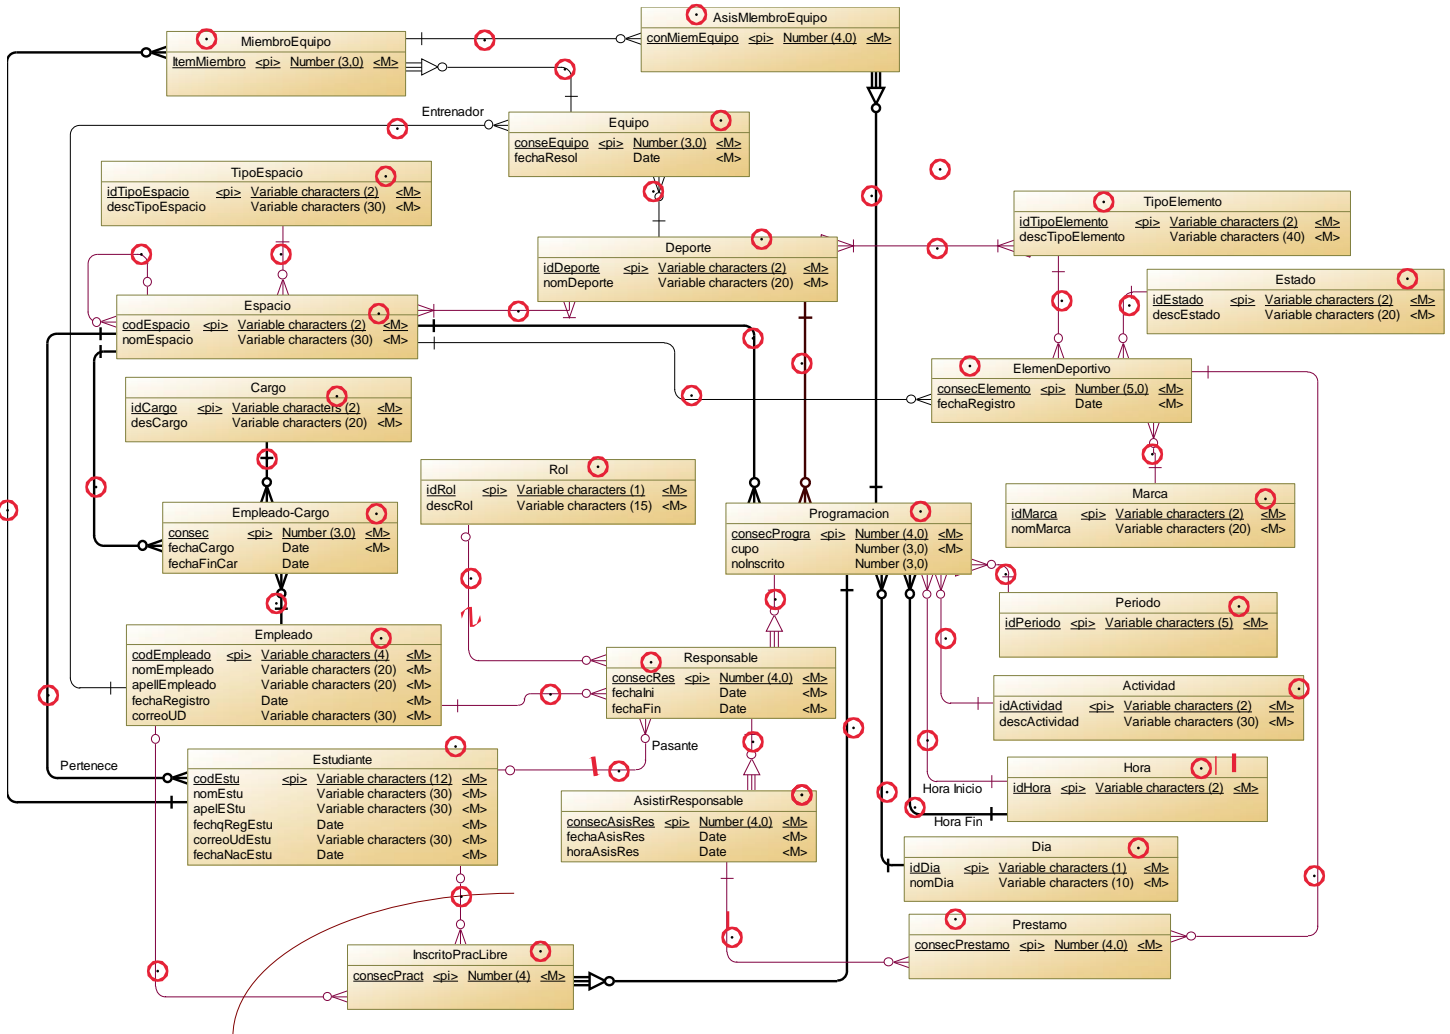 AsisMIembroEquipo
conMiemEquipo <pi> Number (4,0) <M>
MiembroEquipo
ItemMiembro <pi> Number (3,0) <M>
Entrenador
Equipo
conseEquipo <pi> Number (3,0) <M>
fechaResol Date <M>
TipoEspacio
idTipoEspacio <pi> Variable characters (2) <M>
descTipoEspacio Variable characters (30) <M>
TipoElemento
idTipoElemento <pi> Variable characters (2) <M>
descTipoElemento Variable characters (40) <M>
Deporte
idDeporte <pi> Variable characters (2) <M>
nomDeporte Variable characters (20) <M>
Estado
idEstado <pi> Variable characters (2) <M>
descEstado Variable characters (20) <M>
Espacio
codEspacio <pi> Variable characters (2) <M>
nomEspacio Variable characters (30) <M>
ElemenDeportivo
consecElemento <pi> Number (5,0) <M>
fechaRegistro Date <M>
Cargo
idCargo <pi> Variable characters (2) <M>
desCargo Variable characters (20) <M>
Rol
idRol <pi> Variable characters (1) <M>
descRol Variable characters (15) <M>
Marca
idMarca <pi> Variable characters (2) <M>
nomMarca Variable characters (20) <M>
Empleado-Cargo
consec <pi> Number (3,0) <M>
fechaCargo Date <M>
fechaFinCar Date
Programacion
consecProgra <pi> Number (4,0) <M>
cupo Number (3,0) <M>
noInscrito Number (3,0)
Periodo
idPeriodo <pi> Variable characters (5) <M>
Empleado
codEmpleado <pi> Variable characters (4) <M>
nomEmpleado Variable characters (20) <M>
apellEmpleado Variable characters (20) <M>
fechaRegistro Date <M>
correoUD Variable characters (30) <M>
Responsable
consecRes <pi> Number (4,0) <M>
fechaIni Date <M>
fechaFin Date <M>
Actividad
idActividad <pi> Variable characters (2) <M>
descActividad Variable characters (30) <M>
Pasante
Pertenece
Estudiante
codEstu <pi> Variable characters (12) <M>
nomEstu Variable characters (30) <M>
apelEStu Variable characters (30) <M>
fechqRegEstu Date <M>
correoUdEstu Variable characters (30) <M>
fechaNacEstu Date <M>
Hora
idHora <pi> Variable characters (2) <M>
Hora Inicio
Hora Fin
AsistirResponsable
consecAsisRes <pi> Number (4,0) <M>
fechaAsisRes Date <M>
horaAsisRes Date <M>
Dia
idDia <pi> Variable characters (1) <M>
nomDia Variable characters (10) <M>
Prestamo
consecPrestamo <pi> Number (4,0) <M>
InscritoPracLibre
consecPract <pi> Number (4) <M>